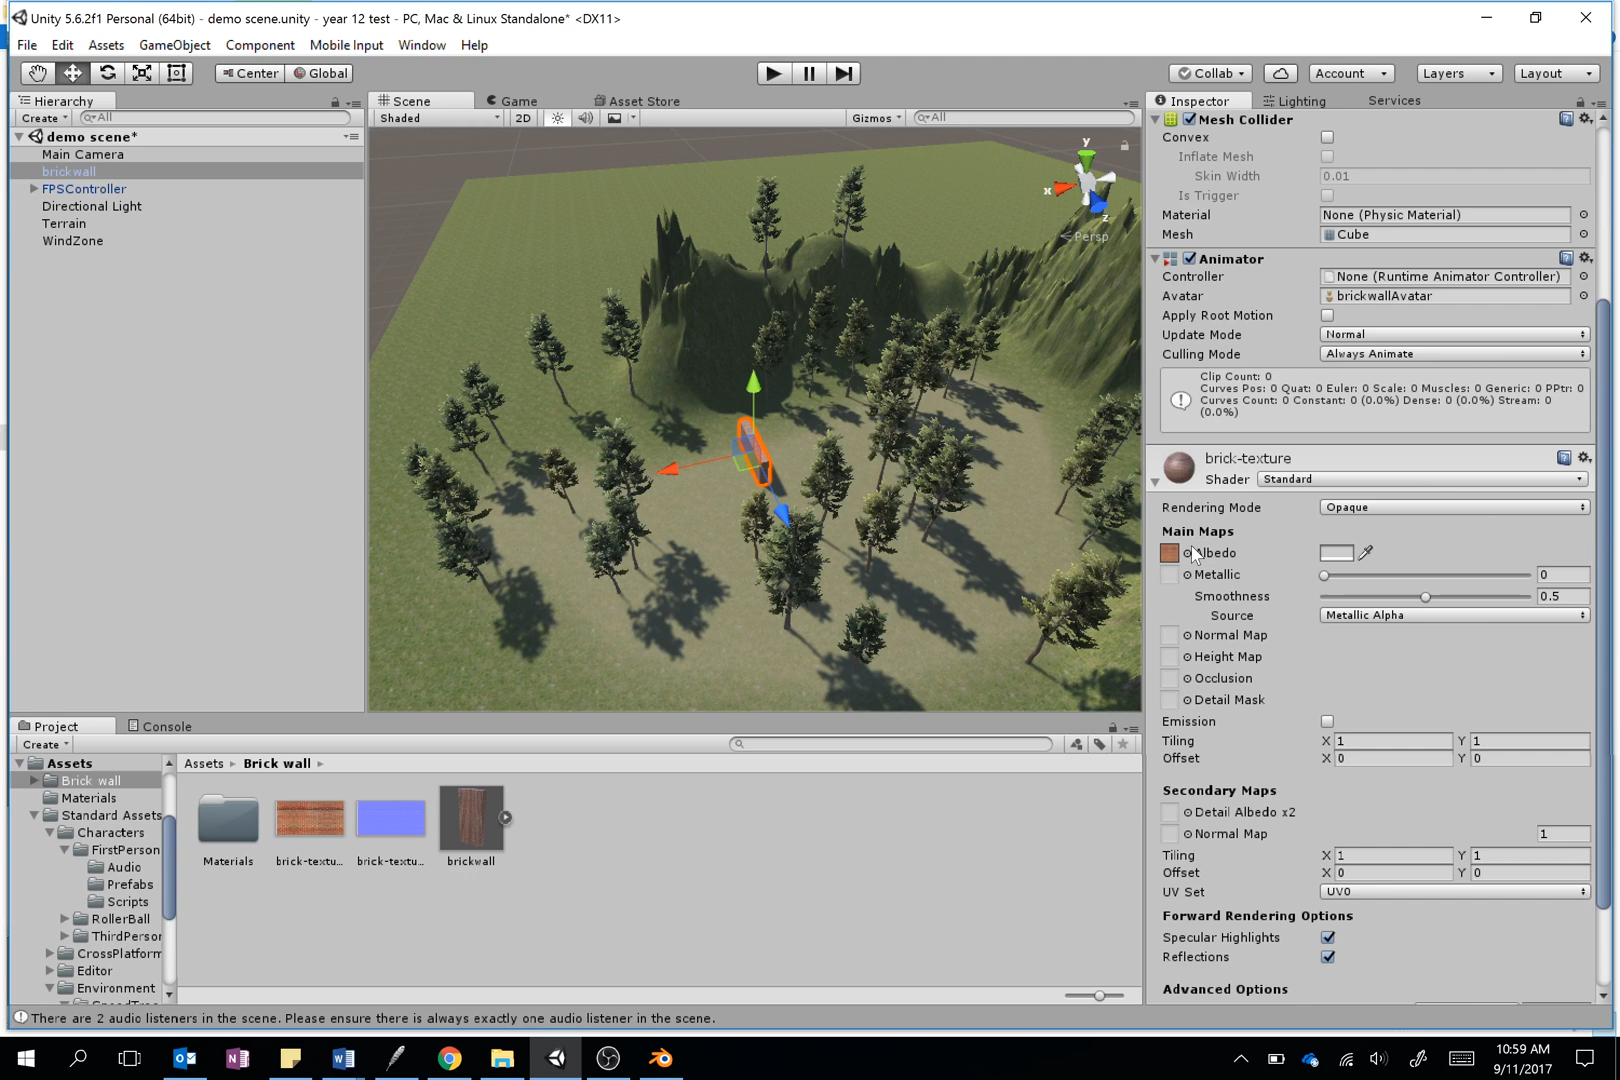 Unity 5.6.2f1 Personal (64bit) - demo scene.unity - year 12 test - PC, Mac & Linux Standalone* <DX11>
File Edit Assets GameObject Component Mobile Input Window Help
Center Global Collab Account Layers Layout
Hierarchy
Create All
demo scene*
Main Camera
brickwall
FPSController
Directional Light
Terrain
WindZone
Scene Game Asset Store
Shaded 2D Gizmos All
y
x
z
Persp
Inspector Lighting Services
Mesh Collider
Convex
Inflate Mesh
Skin Width 0.01
Is Trigger
Material None (Physic Material)
Mesh Cube
Animator
Controller None (Runtime Animator Controller)
Avatar brickwallAvatar
Apply Root Motion
Update Mode Normal
Culling Mode Always Animate
Clip Count: 0
Curves Pos: 0 Quat: 0 Euler: 0 Scale: 0 Muscles: 0 Generic: 0 PPtr: 0
Curves Count: 0 Constant: 0 (0.0%) Dense: 0 (0.0%) Stream: 0
(0.0%)
brick-texture
Shader Standard
Rendering Mode Opaque
Main Maps
Albedo
Metallic 0
Smoothness 0.5
Source Metallic Alpha
Normal Map
Height Map
Occlusion
Detail Mask
Emission
Tiling X 1 Y 1
Offset X 0 Y 0
Secondary Maps
Detail Albedo x2
Normal Map 1
Tiling X 1 Y 1
Offset X 0 Y 0
UV Set UV0
Forward Rendering Options
Specular Highlights
Reflections
Advanced Options
Project Console
Create
Assets
Brick wall
Materials
Standard Assets
Characters
FirstPerson
Audio
Prefabs
Scripts
RollerBall
ThirdPerson
CrossPlatform
Editor
Environment
Assets Brick wall
Materials brick-textu... brick-textu... brickwall
There are 2 audio listeners in the scene. Please ensure there is always exactly one audio listener in the scene.
10:59 AM
9/11/2017